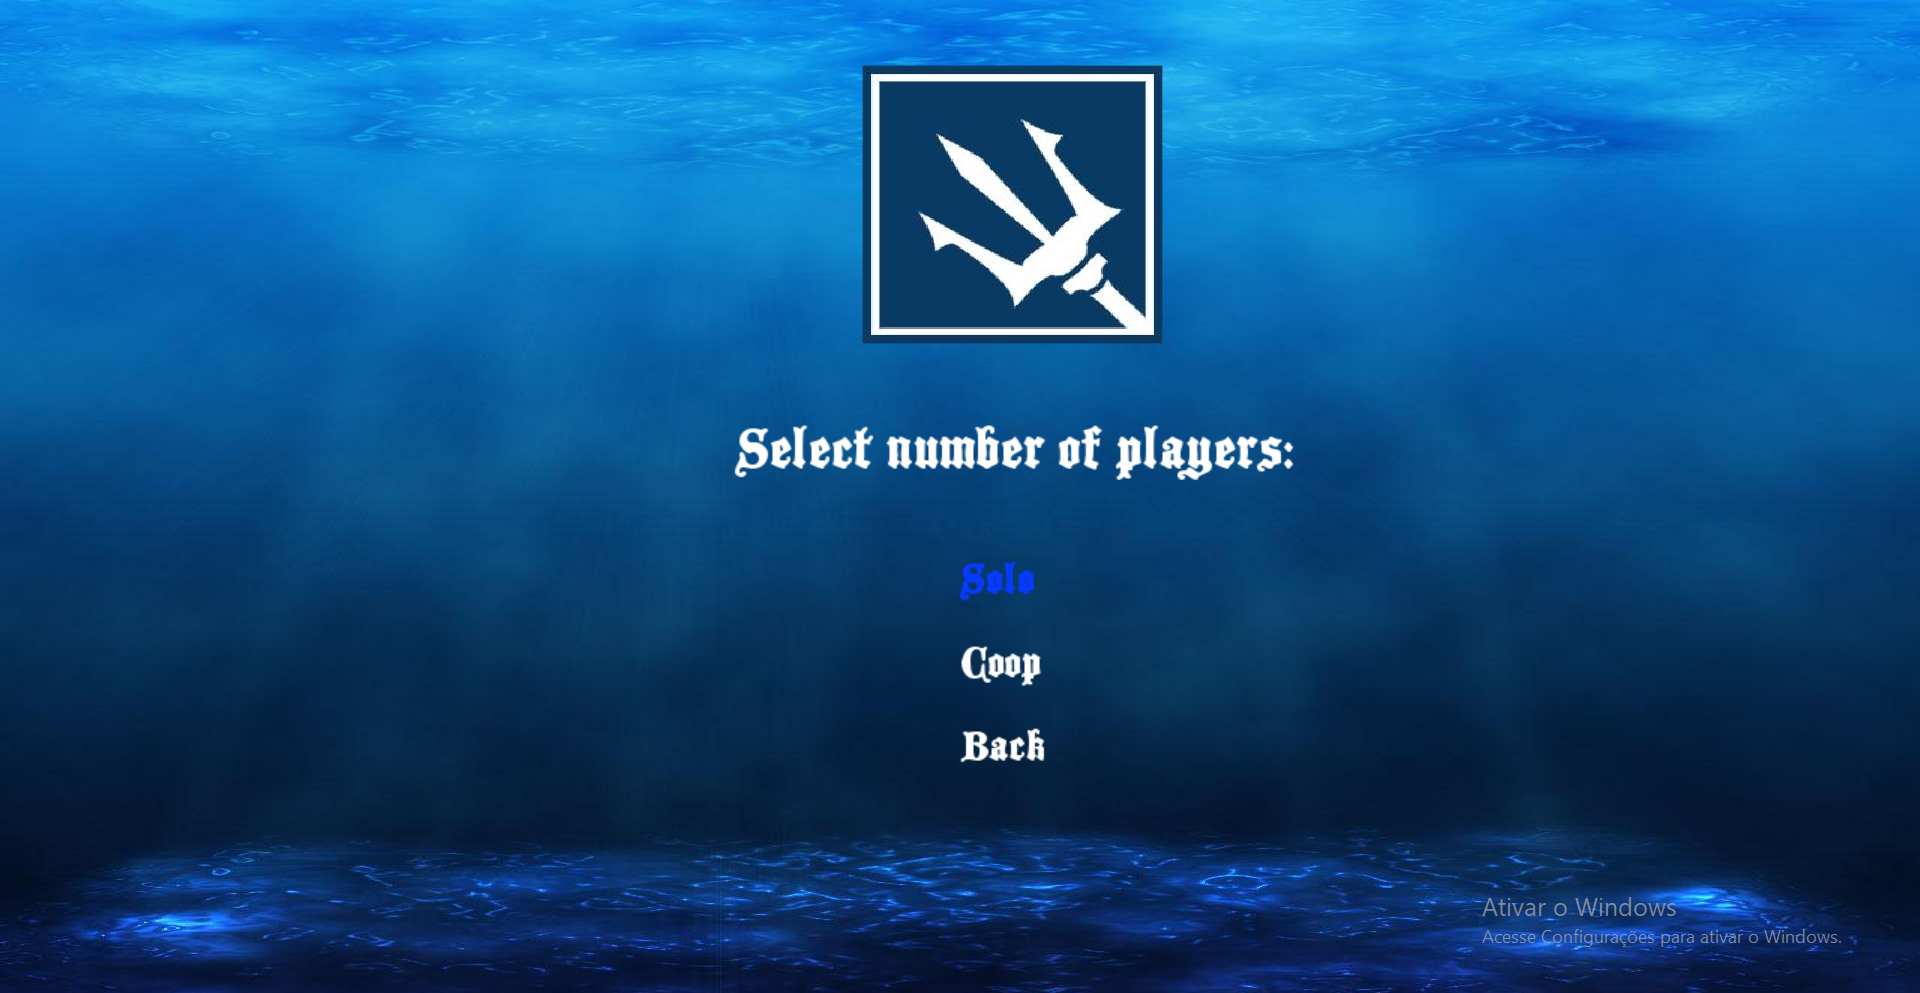 Select number of players:
Solo
Coop
Back
Ativar o Windows
Acesse Configurações para ativar o Windows.